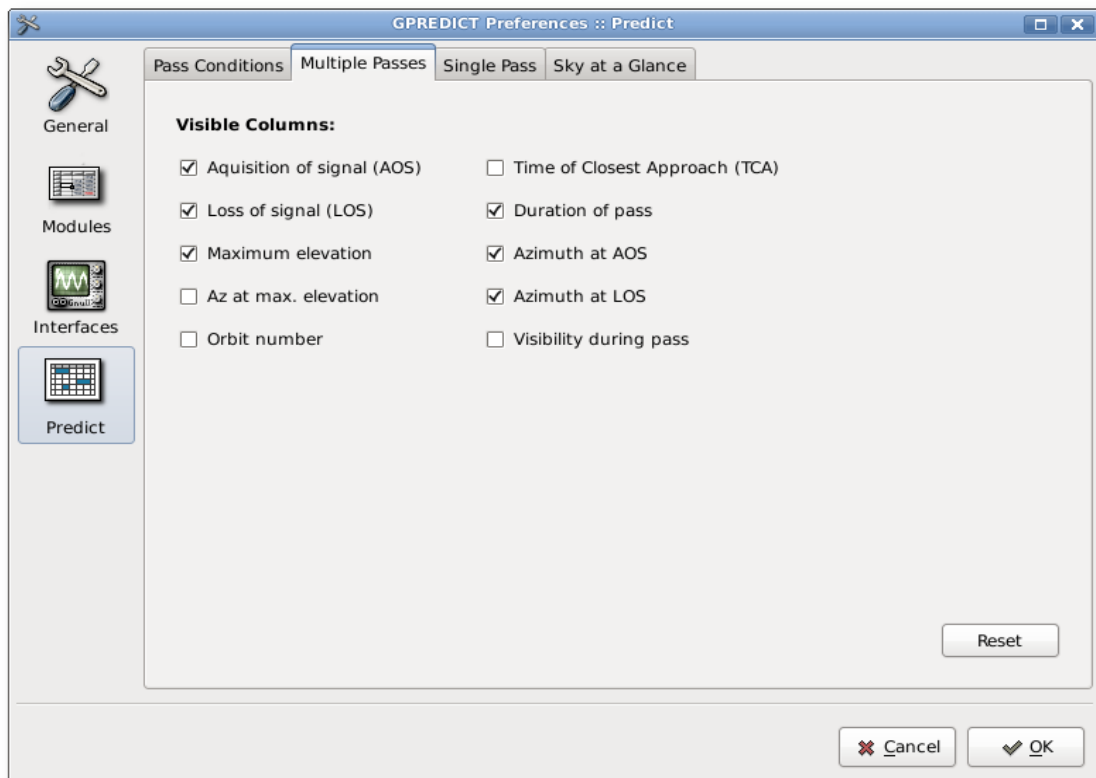 GPREDICT Preferences :: Predict
General
Modules
Interfaces
Predict
Pass Conditions
Multiple Passes
Single Pass
Sky at a Glance
Visible Columns:
Aquisition of signal (AOS)
Time of Closest Approach (TCA)
Loss of signal (LOS)
Duration of pass
Maximum elevation
Azimuth at AOS
Az at max. elevation
Azimuth at LOS
Orbit number
Visibility during pass
Reset
Cancel
OK